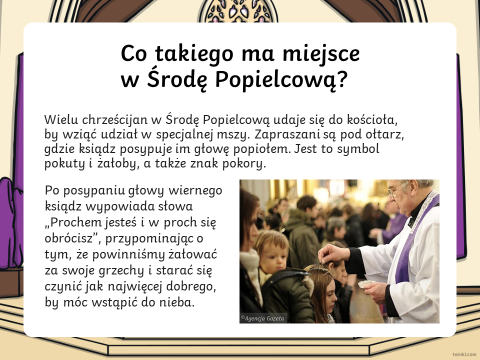 Co takiego ma miejsce
w Środę Popielcową?
Wielu chrześcijan w Środę Popielcową udaje się do kościoła,
by wziąć udział w specjalnej mszy. Zapraszani są pod ołtarz,
gdzie ksiądz posypuje im głowę popiołem. Jest to symbol
pokuty i żałoby, a także znak pokory.
Po posypaniu głowy wiernego
ksiądz wypowiada słowa
„Prochem jesteś i w proch się
obrócisz”, przypominając o
tym, że powinniśmy żałować
za swoje grzechy i starać się
czynić jak najwięcej dobrego,
by móc wstąpić do nieba.
©Agencja Gazeta
twinkl.com